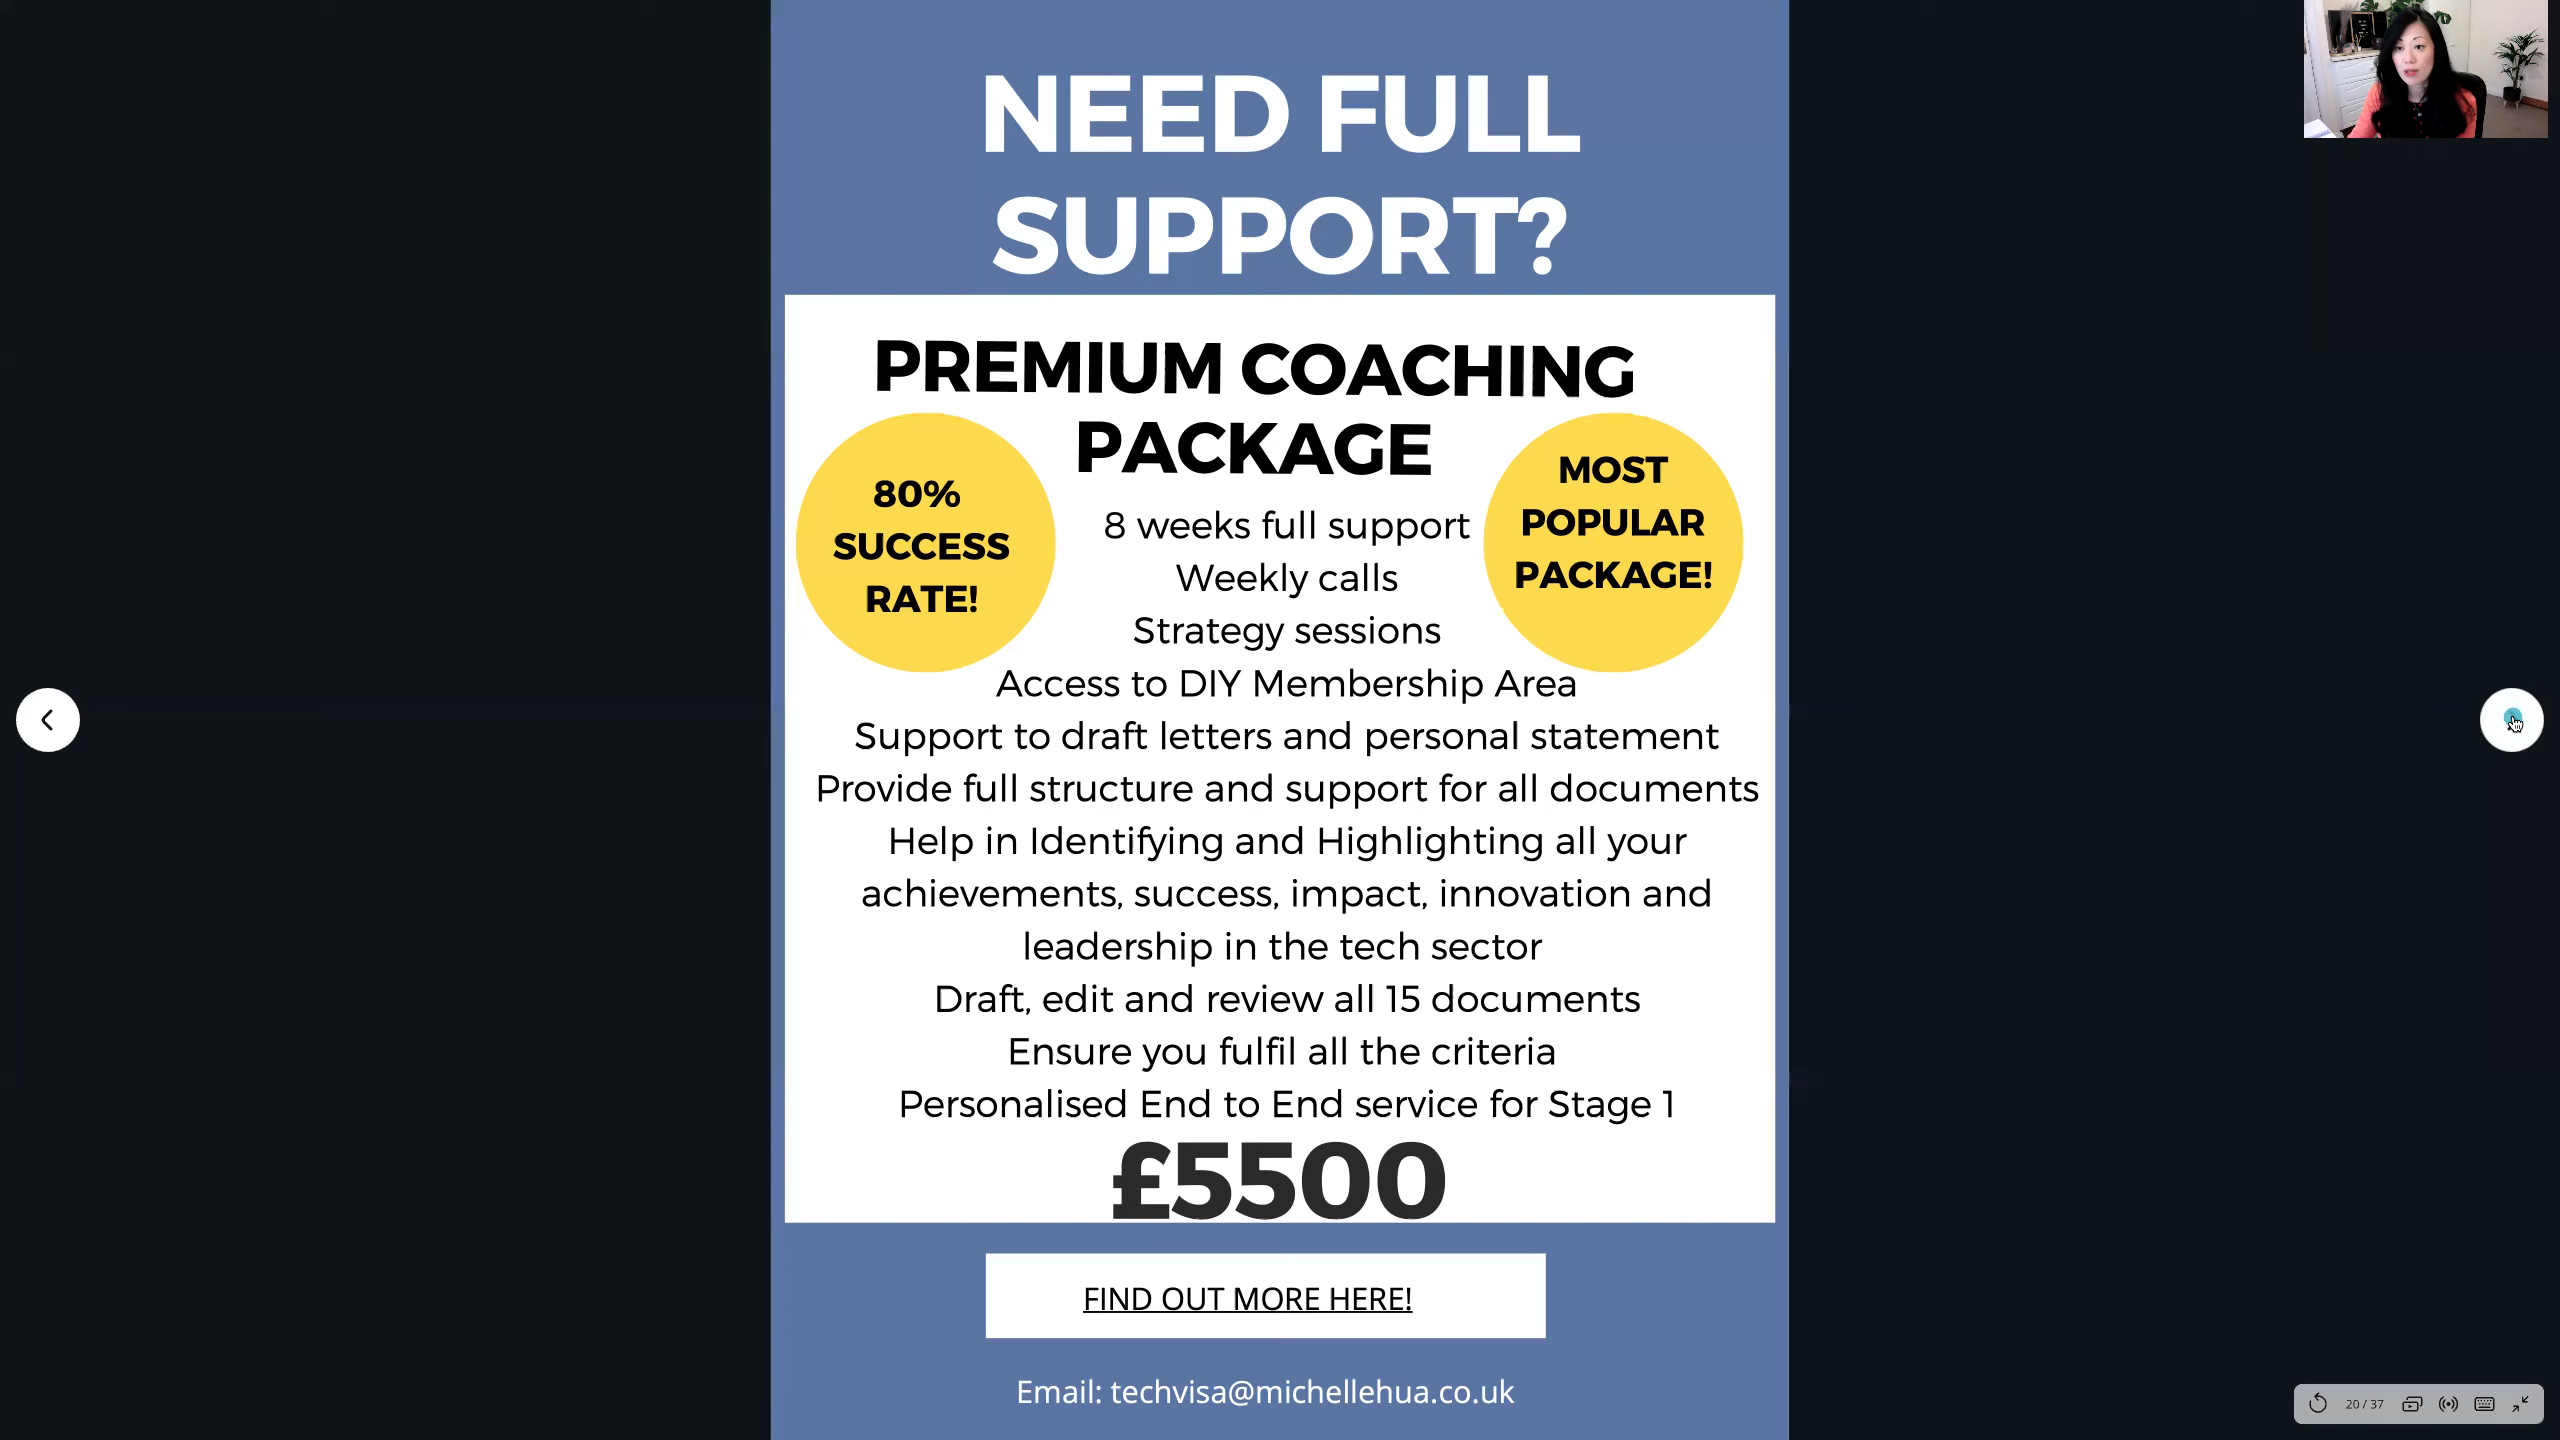 NEED FULL
SUPPORT?
PREMIUM COACHING
PACKAGE
80%
SUCCESS
RATE!
MOST
POPULAR
PACKAGE!
8 weeks full support
Weekly calls
Strategy sessions
Access to DIY Membership Area
Support to draft letters and personal statement
Provide full structure and support for all documents
Help in Identifying and Highlighting all your
achievements, success, impact, innovation and
leadership in the tech sector
Draft, edit and review all 15 documents
Ensure you fulfil all the criteria
Personalised End to End service for Stage 1
£5500
FIND OUT MORE HERE!
Email: techvisa@michellehua.co.uk
20 / 37